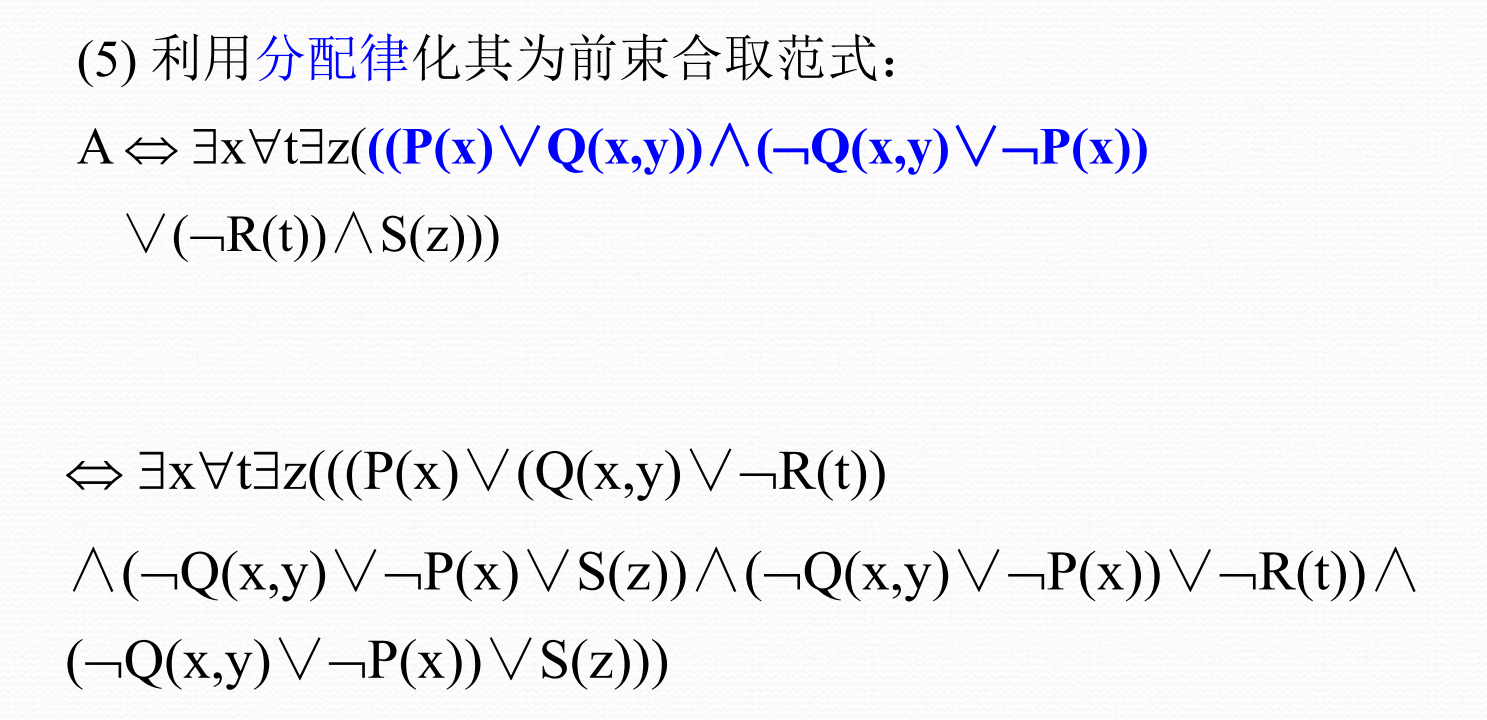 (5) 利用分配律化其为前束合取范式：
A⇔∃x∀t∃z(((P(x)∨Q(x,y))∧(¬Q(x,y)∨¬P(x))
∨(¬R(t))∧S(z)))
⇔∃x∀t∃z(((P(x)∨(Q(x,y)∨¬R(t))
∧(¬Q(x,y)∨¬P(x)∨S(z))∧(¬Q(x,y)∨¬P(x))∨¬R(t))∧
(¬Q(x,y)∨¬P(x))∨S(z)))